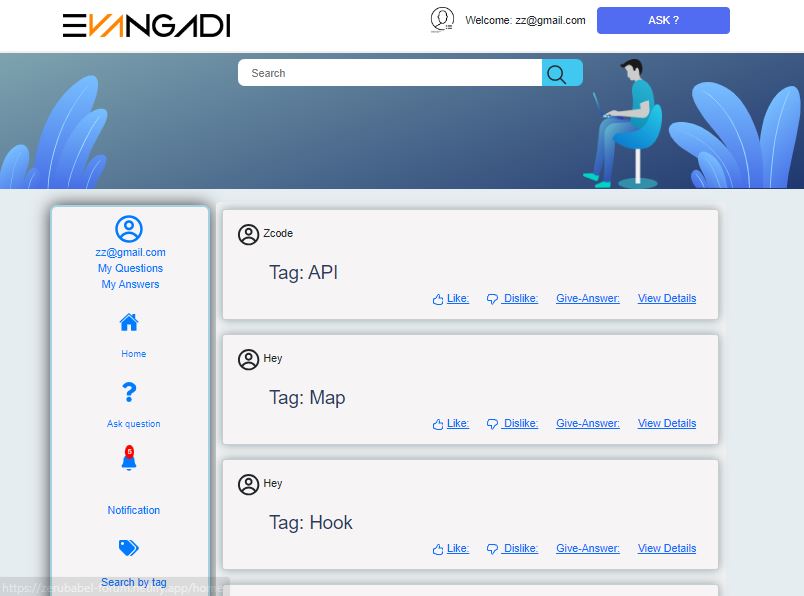 EVANGADI
Welcome: zz@gmail.com
ASK ?
Search
zz@gmail.com
My Questions
My Answers
Home
Ask question
5
Notification
Search by tag
Zcode
Tag: API
Like: Dislike: Give-Answer: View Details
Hey
Tag: Map
Like: Dislike: Give-Answer: View Details
Hey
Tag: Hook
Like: Dislike: Give-Answer: View Details
https://zerubabel-forum.netlify.app/home